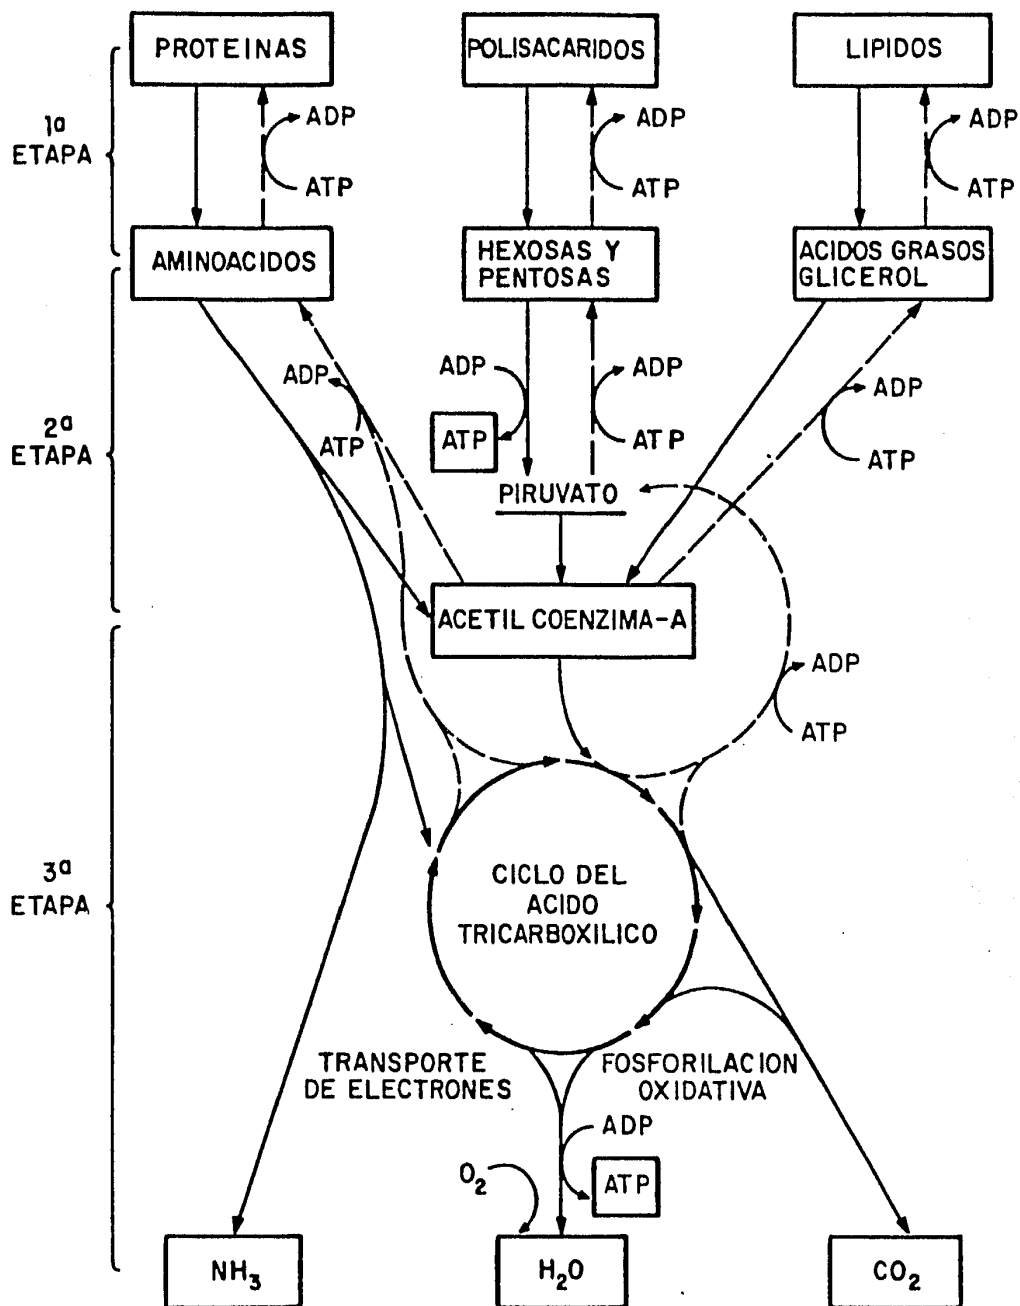 PROTEINAS
POLISACARIDOS
LIPIDOS
1a
ETAPA
ADP
ATP
ADP
ATP
ADP
ATP
AMINOACIDOS
HEXOSAS Y
PENTOSAS
ACIDOS GRASOS
GLICEROL
2a
ETAPA
ADP
ATP
ADP
ATP
ADP
ATP
ADP
ATP
PIRUVATO
ACETIL COENZIMA-A
ADP
ATP
3a
ETAPA
CICLO DEL
ACIDO
TRICARBOXILICO
TRANSPORTE
DE ELECTRONES
FOSFORILACION
OXIDATIVA
ADP
O2
ATP
NH3
H2O
CO2